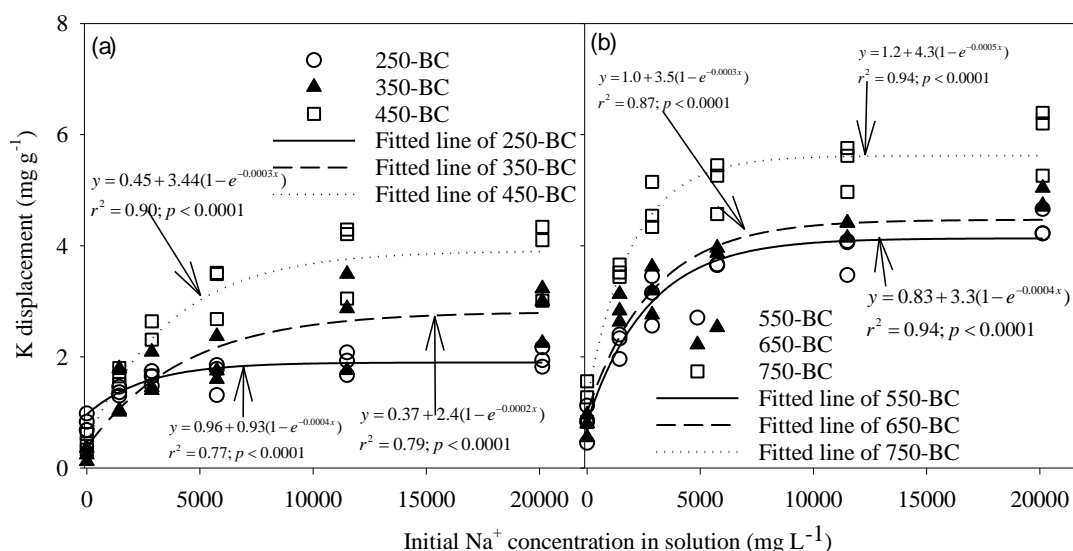 K displacement (mg g-1)
8
6
4
2
0
(a)
250-BC
350-BC
450-BC
Fitted line of 250-BC
Fitted line of 350-BC
Fitted line of 450-BC
y = 0.45 + 3.44(1−e^−0.0003x)
r² = 0.90; p < 0.0001
y = 0.96 + 0.93(1−e^−0.0004x)
r² = 0.77; p < 0.0001
y = 0.37 + 2.4(1−e^−0.0002x)
r² = 0.79; p < 0.0001
0 5000 10000 15000 20000
(b)
y = 1.0 + 3.5(1−e^−0.0003x)
r² = 0.87; p < 0.0001
y = 1.2 + 4.3(1−e^−0.0005x)
r² = 0.94; p < 0.0001
y = 0.83 + 3.3(1−e^−0.0004x)
r² = 0.94; p < 0.0001
550-BC
650-BC
750-BC
Fitted line of 550-BC
Fitted line of 650-BC
Fitted line of 750-BC
0 5000 10000 15000 20000
Initial Na+ concentration in solution (mg L-1)